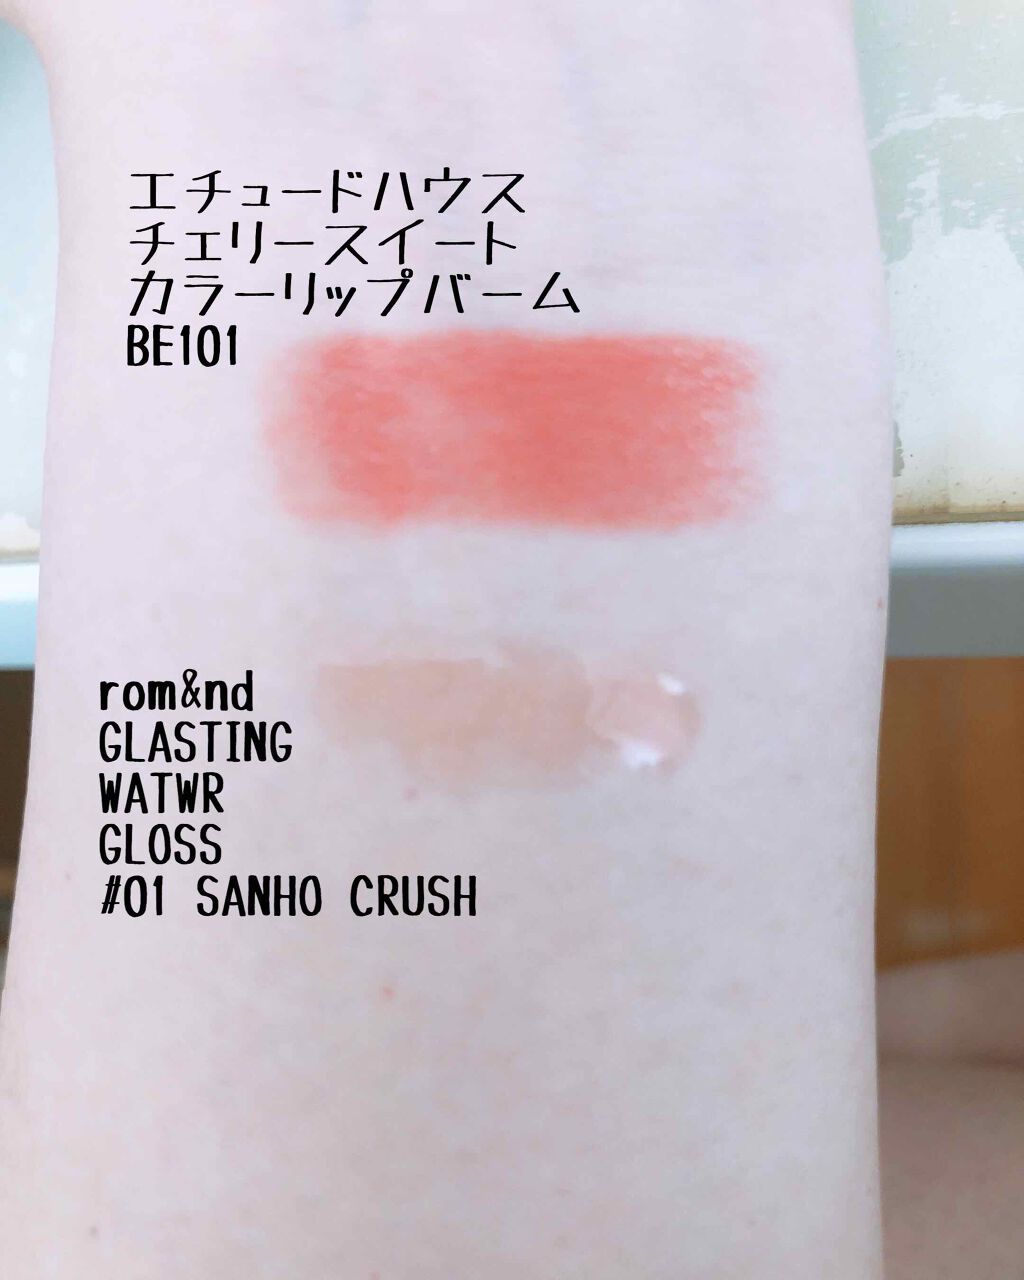 エチュードハウス
チェリースイート
カラーリップバーム
BE101
rom&nd
GLASTING
WATWR
GLOSS
#01 SANHO CRUSH